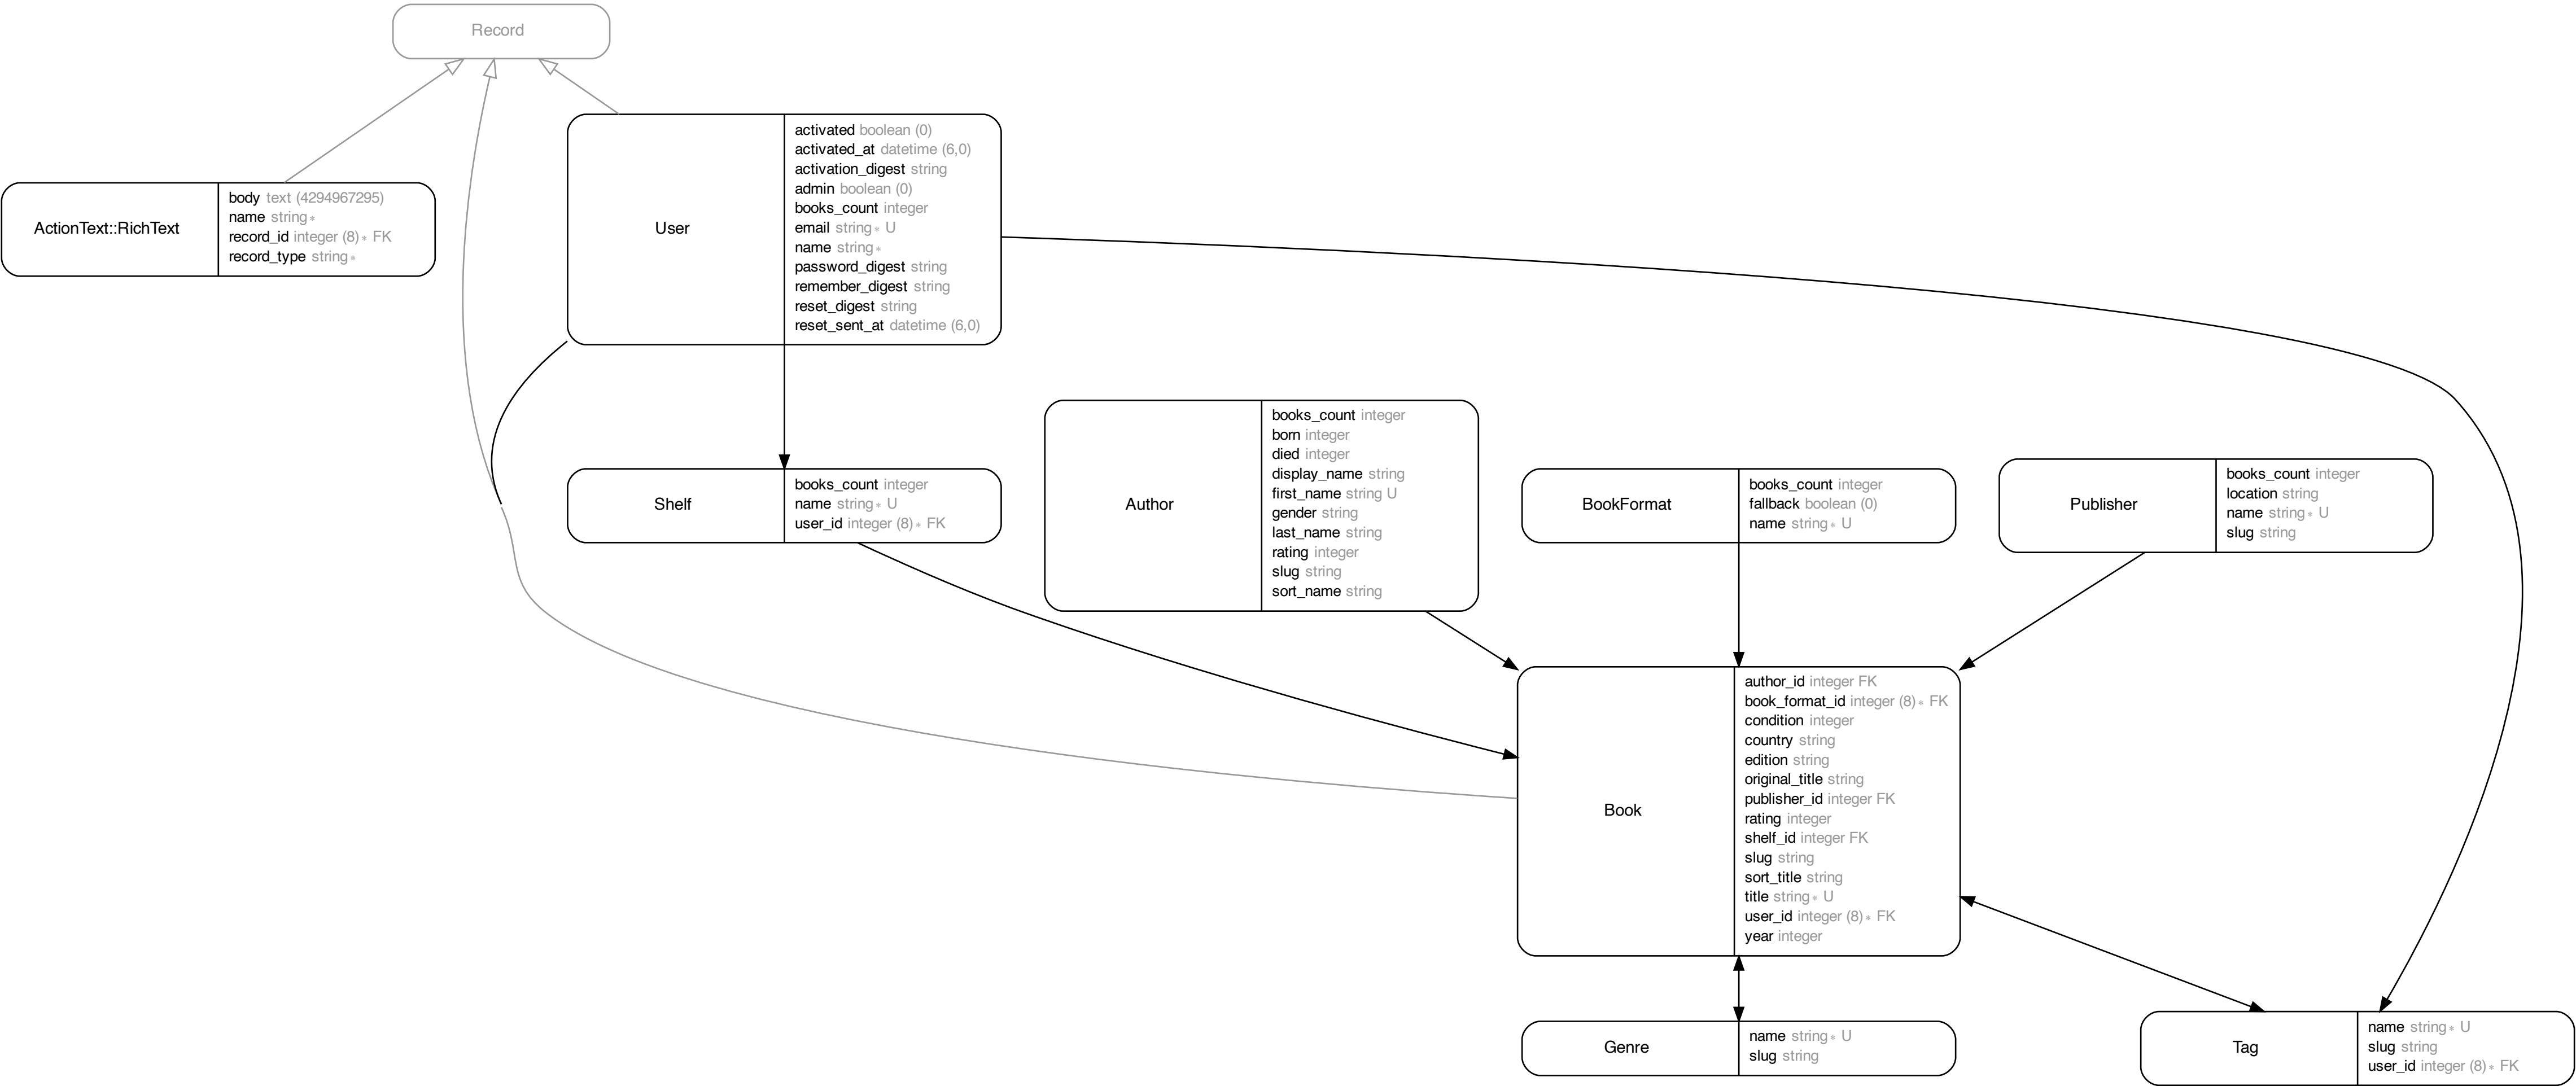 Record
ActionText::RichText
body text (4294967295)
name string∗
record_id integer (8)∗ FK
record_type string∗
User
activated boolean (0)
activated_at datetime (6,0)
activation_digest string
admin boolean (0)
books_count integer
email string∗ U
name string∗
password_digest string
remember_digest string
reset_digest string
reset_sent_at datetime (6,0)
Shelf
books_count integer
name string∗ U
user_id integer (8)∗ FK
Author
books_count integer
born integer
died integer
display_name string
first_name string U
gender string
last_name string
rating integer
slug string
sort_name string
BookFormat
books_count integer
fallback boolean (0)
name string∗ U
Publisher
books_count integer
location string
name string∗ U
slug string
Book
author_id integer FK
book_format_id integer (8)∗ FK
condition integer
country string
edition string
original_title string
publisher_id integer FK
rating integer
shelf_id integer FK
slug string
sort_title string
title string∗ U
user_id integer (8)∗ FK
year integer
Genre
name string∗ U
slug string
Tag
name string∗ U
slug string
user_id integer (8)∗ FK